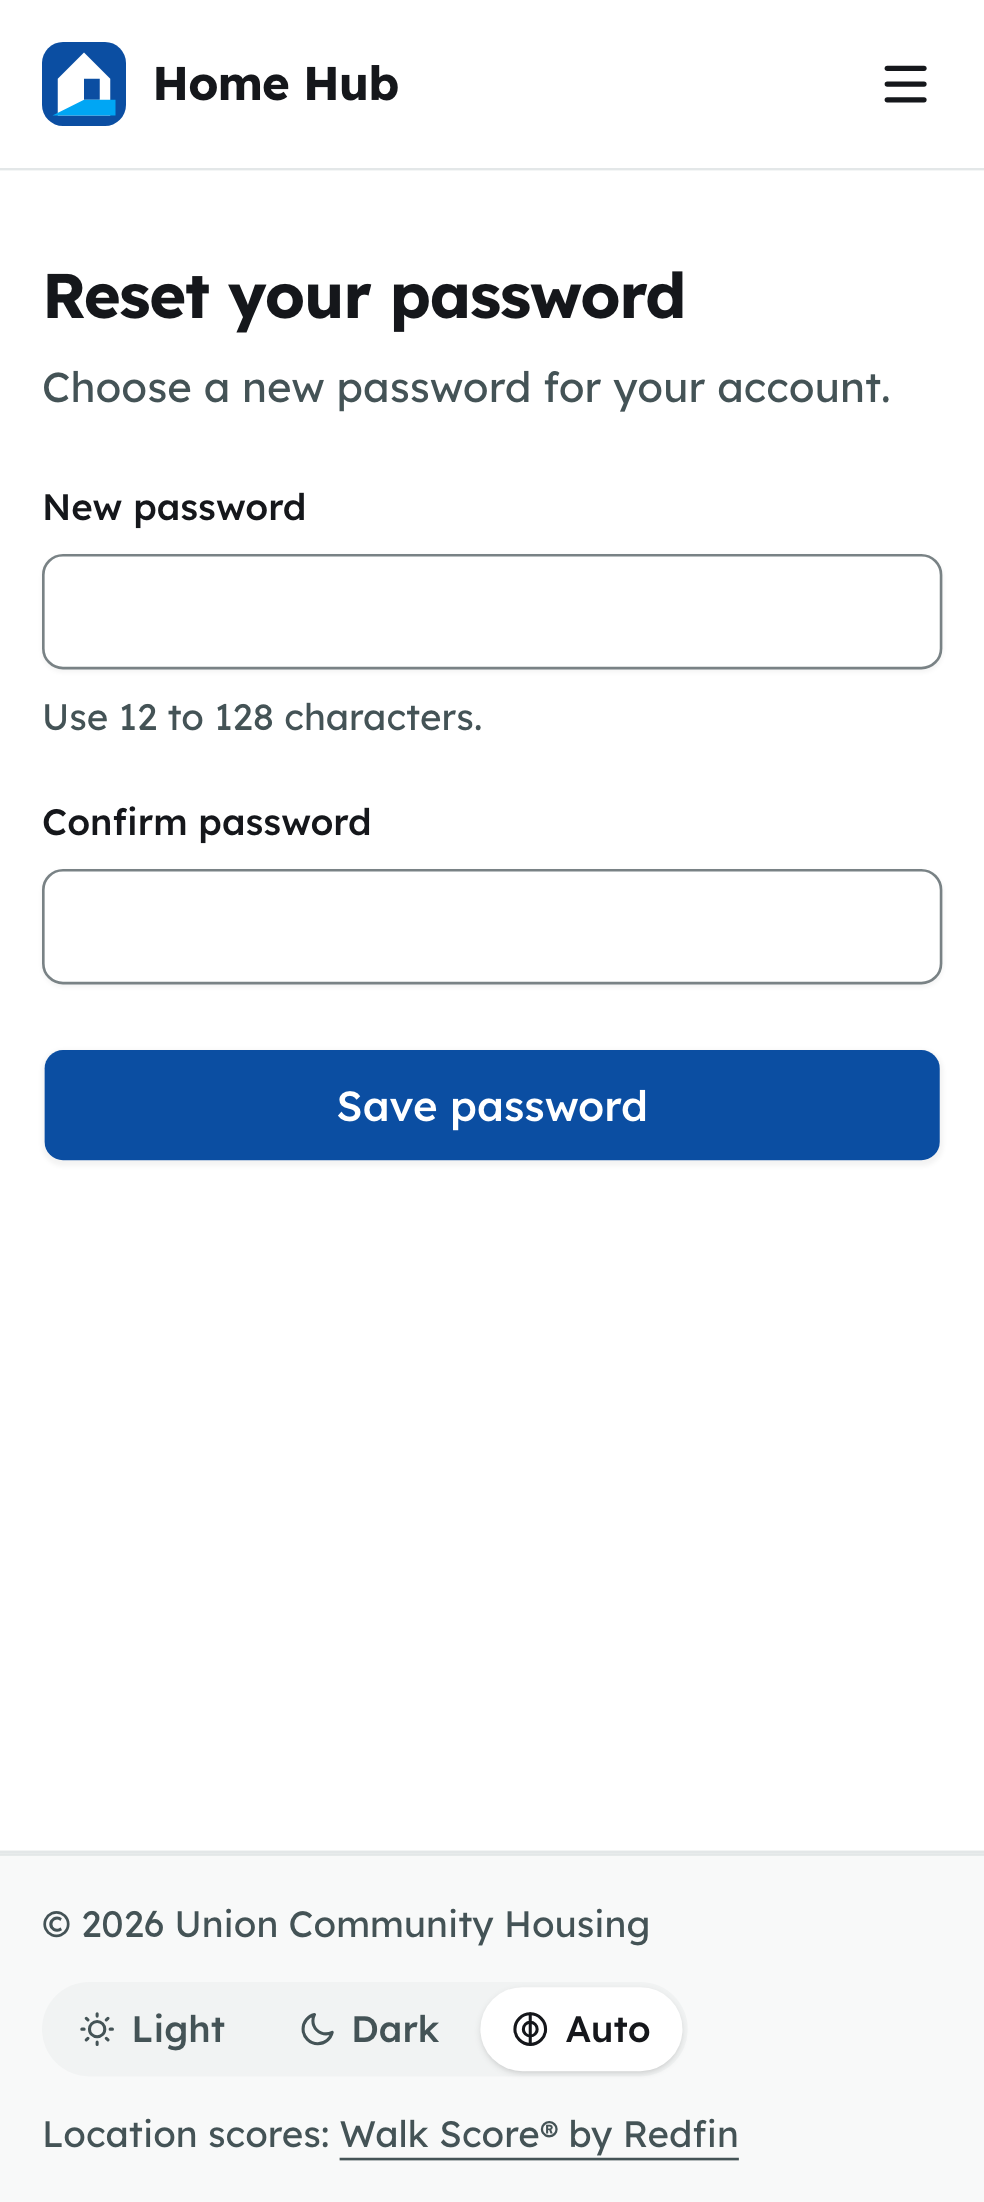 Home Hub
Reset your password
Choose a new password for your account.
New password
Use 12 to 128 characters.
Confirm password
Save password
© 2026 Union Community Housing
Light Dark Auto
Location scores: Walk Score® by Redfin